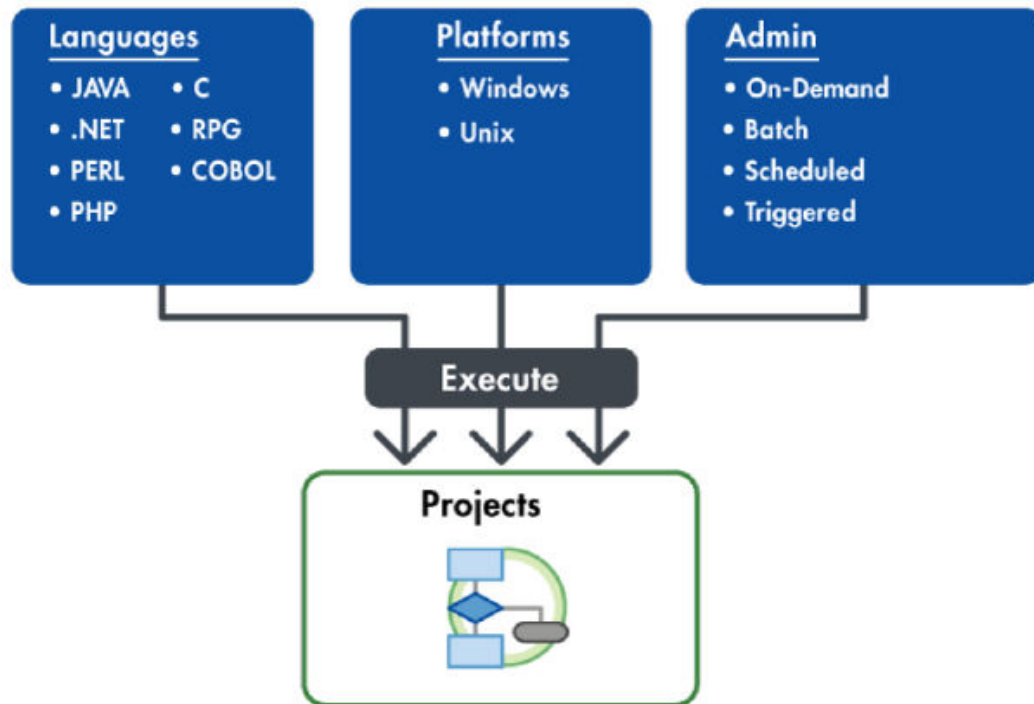 Languages
• JAVA
• .NET
• PERL
• PHP
• C
• RPG
• COBOL
Platforms
• Windows
• Unix
Admin
• On-Demand
• Batch
• Scheduled
• Triggered
Execute
Projects